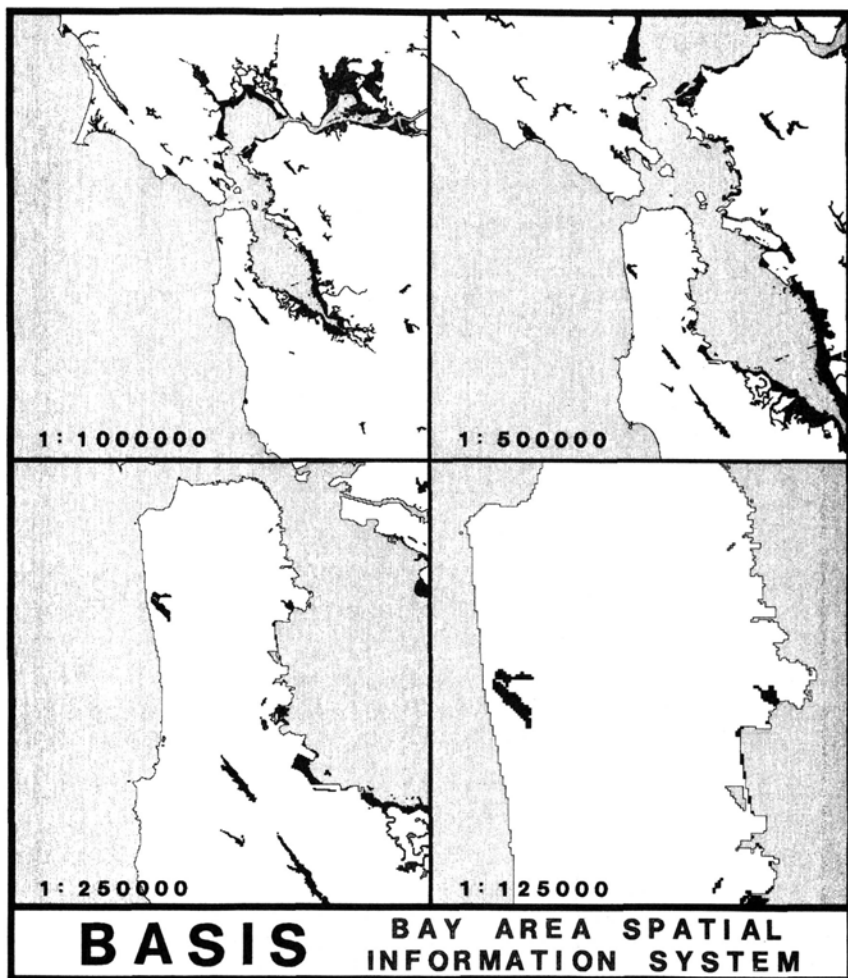 1:1000000
1:500000
1:250000
1:125000
BASIS
BAY AREA SPATIAL
INFORMATION SYSTEM